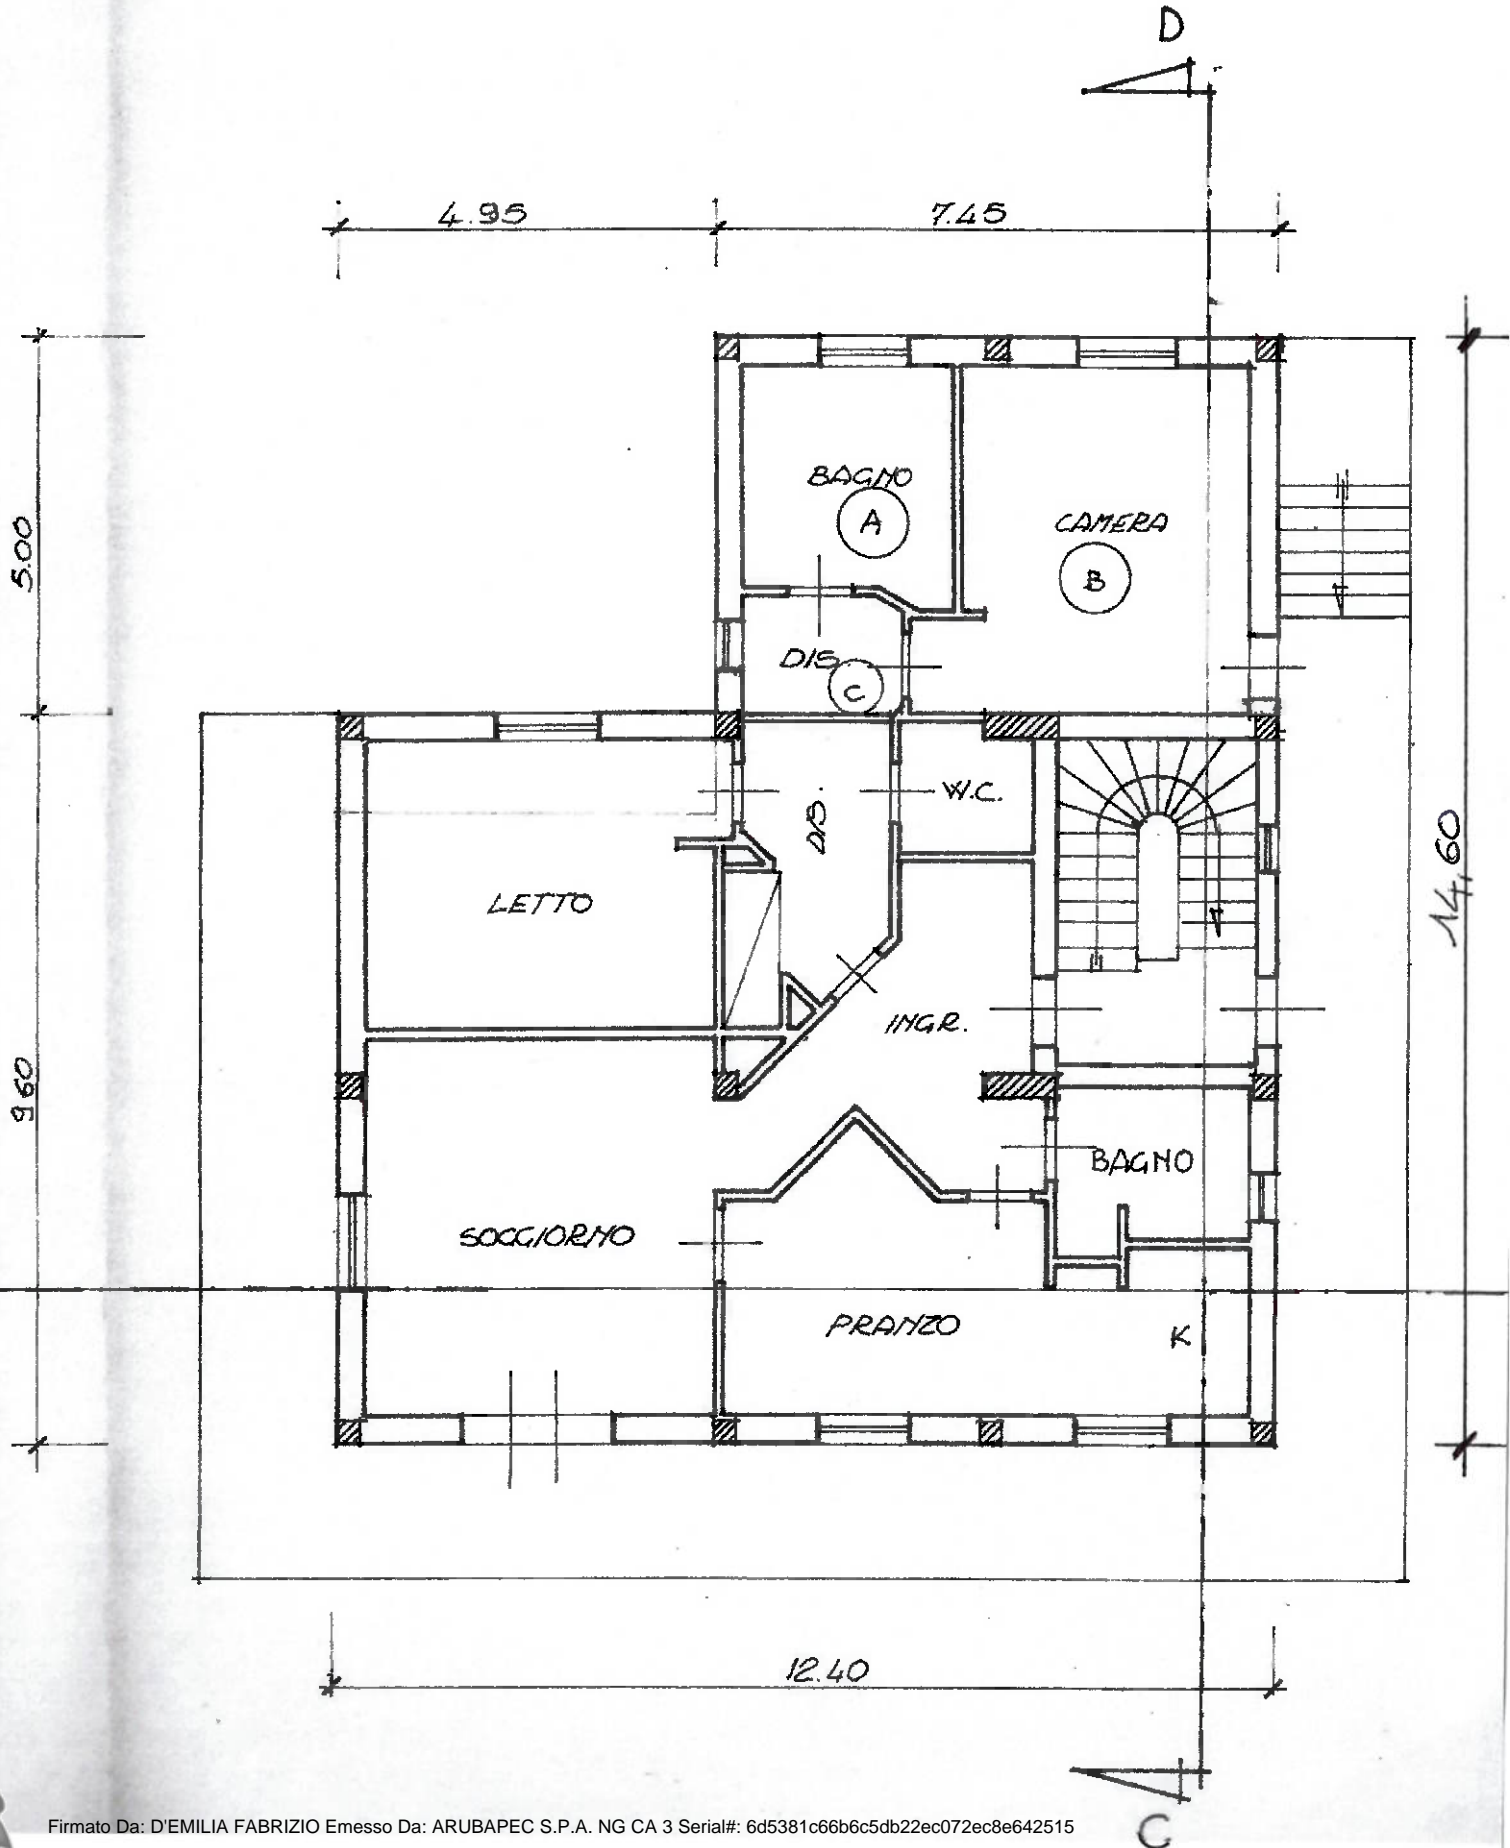 D
4.95
7.45
BAGNO
A
CAMERA
B
5.00
DIS.
C
W.C.
DIS.
14,60
LETTO
INGR.
9.60
BAGNO
SOGGIORNO
PRANZO
K
12.40
C
Firmato Da: D'EMILIA FABRIZIO Emesso Da: ARUBAPEC S.P.A. NG CA 3 Serial#: 6d5381c66b6c5db22ec072ec8e642515